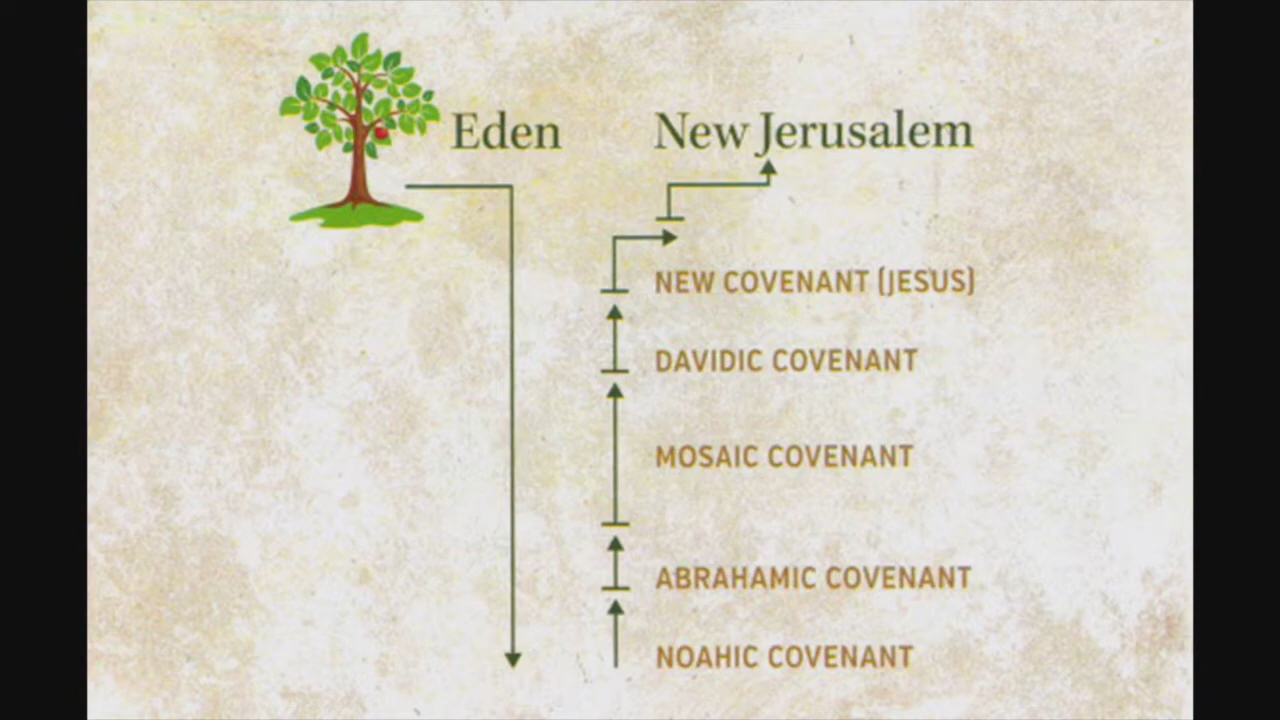 Eden
New Jerusalem
NEW COVENANT (JESUS)
DAVIDIC COVENANT
MOSAIC COVENANT
ABRAHAMIC COVENANT
NOAHIC COVENANT